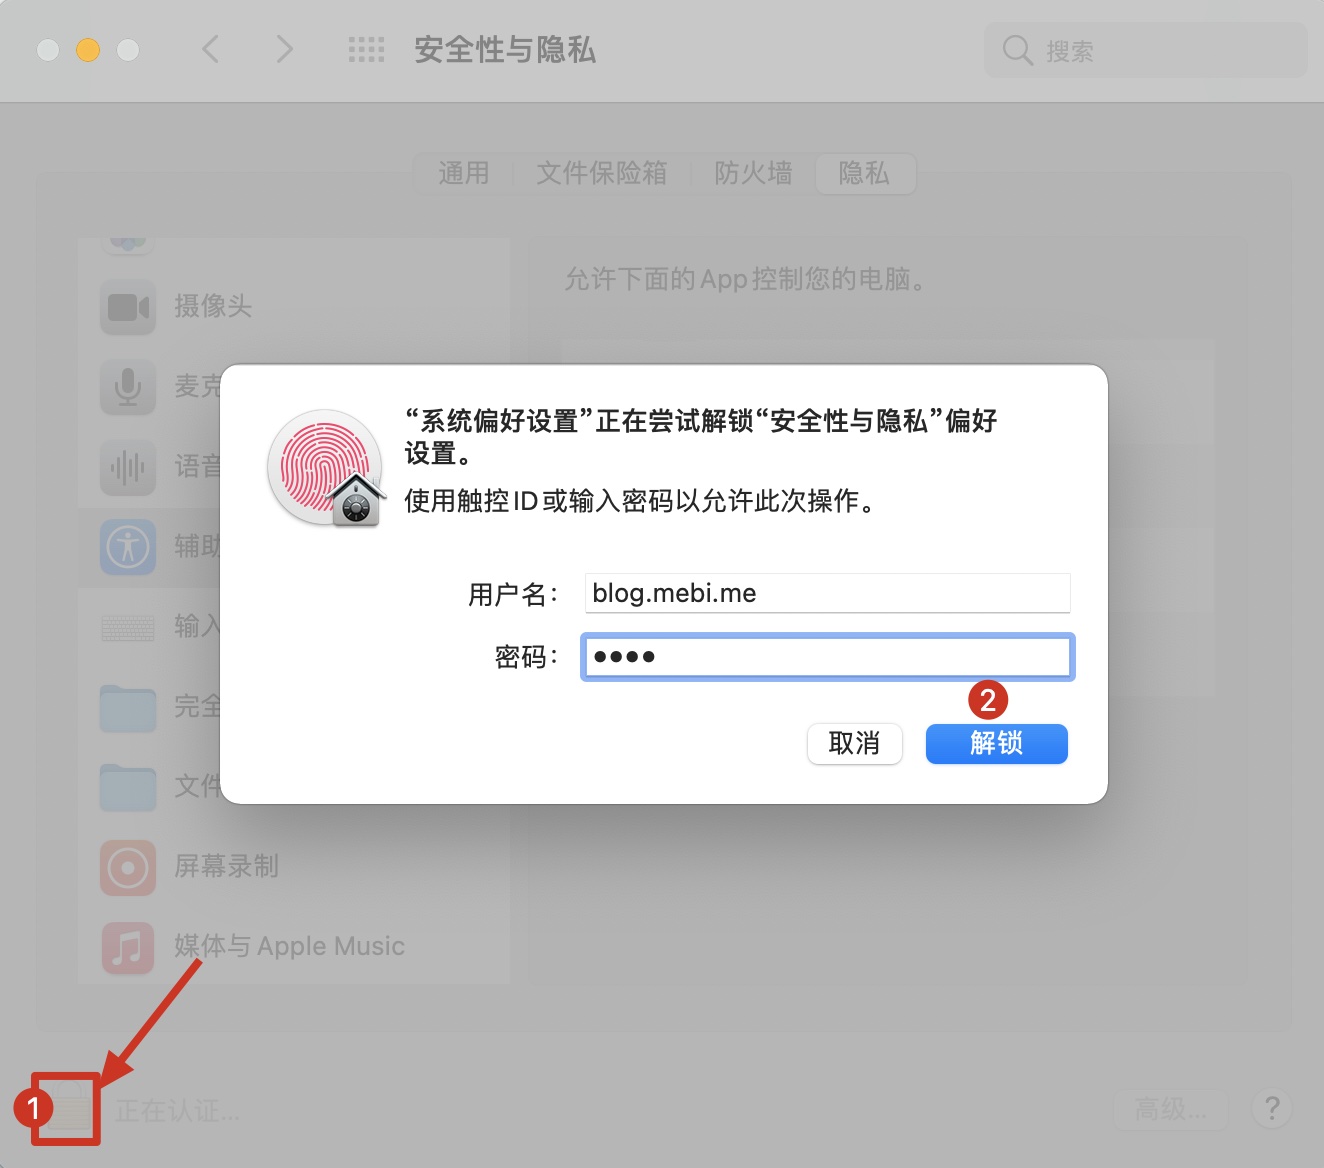 安全性与隐私
搜索
通用 文件保险箱 防火墙 隐私
允许下面的App控制您的电脑。
摄像头
麦克
语音
辅助
输入
完全
文件
屏幕录制
媒体与 Apple Music
“系统偏好设置”正在尝试解锁“安全性与隐私”偏好
设置。
使用触控ID或输入密码以允许此次操作。
用户名： blog.mebi.me
密码： ●●●●
2
取消 解锁
1 正在认证... 高级... ?